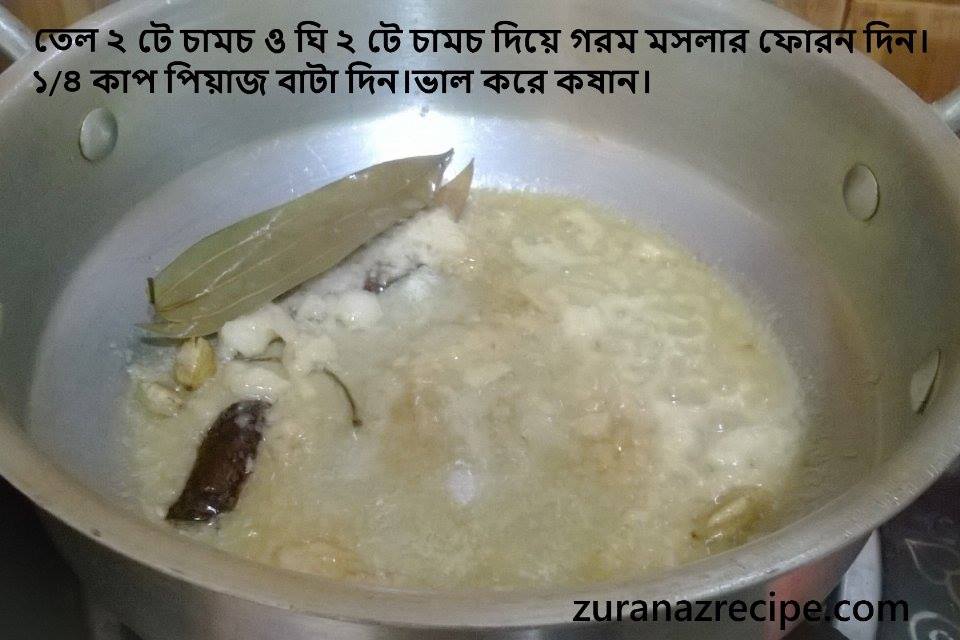 তেল ২ টে চামচ ও ঘি ২ টে চামচ দিয়ে গরম মসলার ফোরন দিন।
১/৪ কাপ পিয়াজ বাটা দিন।ভাল করে কষান।
zuranazrecipe.com